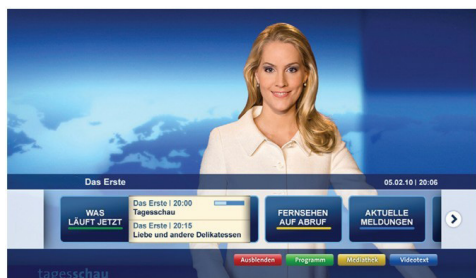 Das Erste
05.02.10 | 20:06
WAS
LÄUFT JETZT
Das Erste | 20:00
Tagesschau
Das Erste | 20:15
Liebe und andere Delikatessen
FERNSEHEN
AUF ABRUF
AKTUELLE
MELDUNGEN
Ausblenden
Programm
Mediathek
Videotext
tagesschau